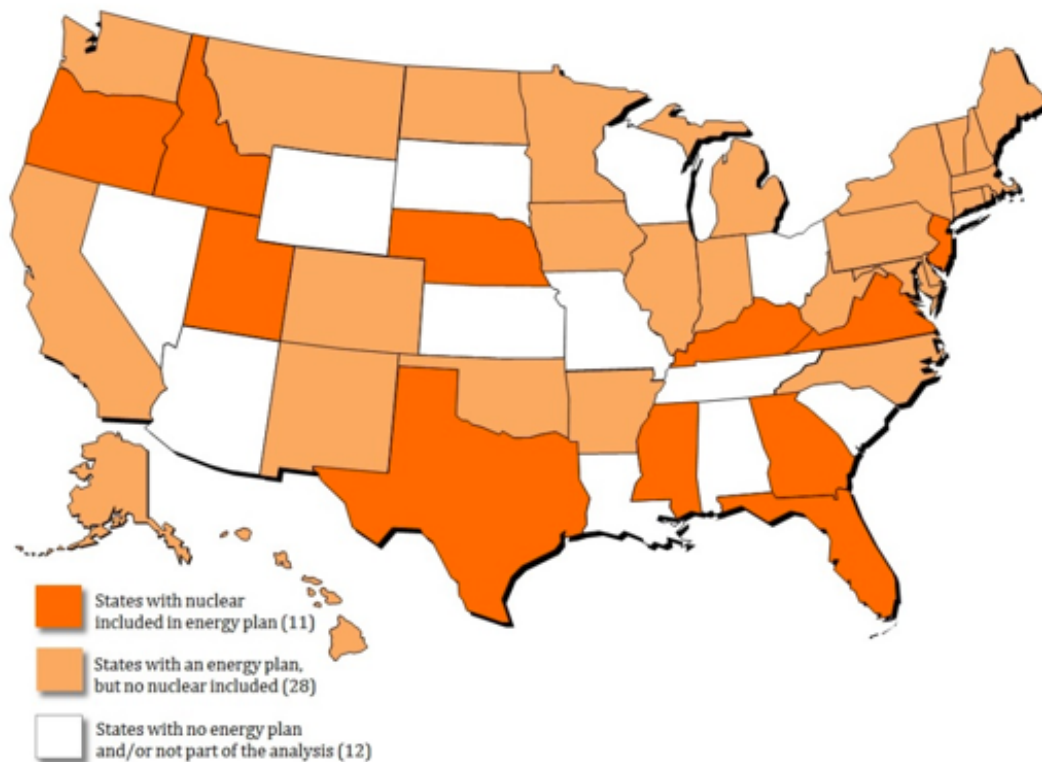 States with nuclear
included in energy plan (11)
States with an energy plan,
but no nuclear included (28)
States with no energy plan
and/or not part of the analysis (12)